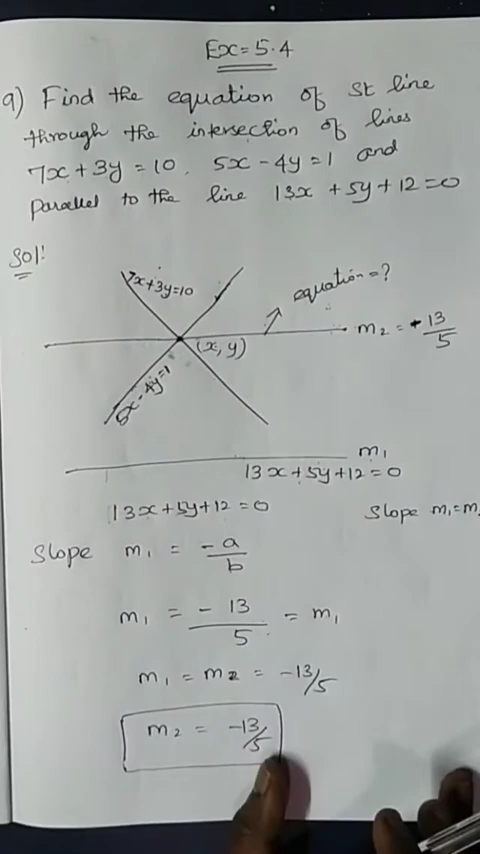 Ex = 5.4
9) Find the equation of St line
through the intersection of lines
7x + 3y = 10, 5x - 4y = 1 and
parallel to the line 13x + 5y + 12 = 0
Sol:
7x+3y=10
equation = ?
m₂ = -13/5
(x, y)
5x - 4y = 1
m₁
13x + 5y + 12 = 0
13x + 5y + 12 = 0
Slope m₁ = m
Slope m₁ = -a/b
m₁ = -13/5 = m₁
m₁ = m₂ = -13/5
m₂ = -13/5